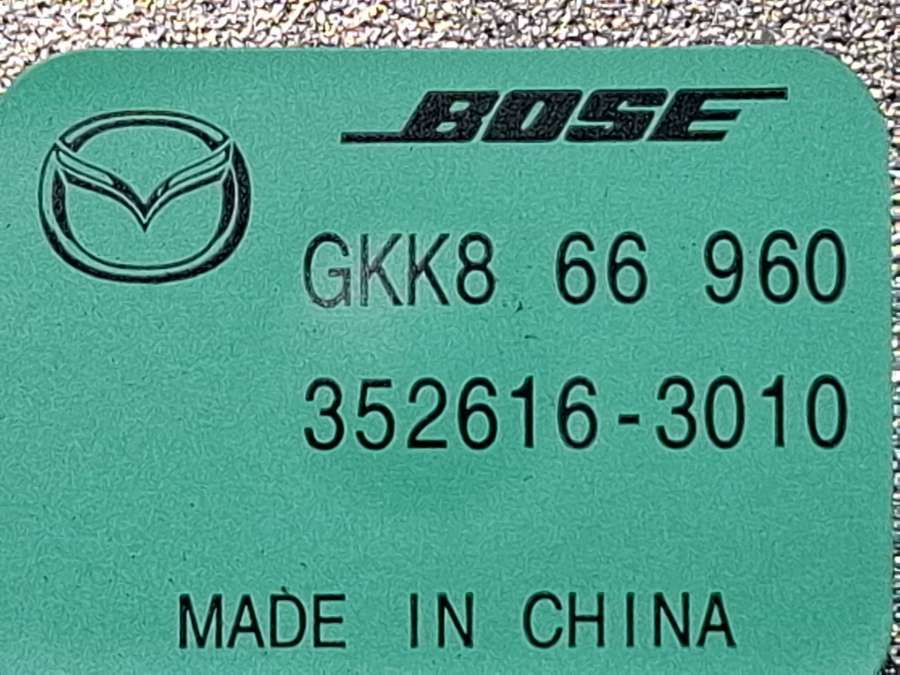 BOSE
GKK8 66 960
352616-3010
MADE IN CHINA